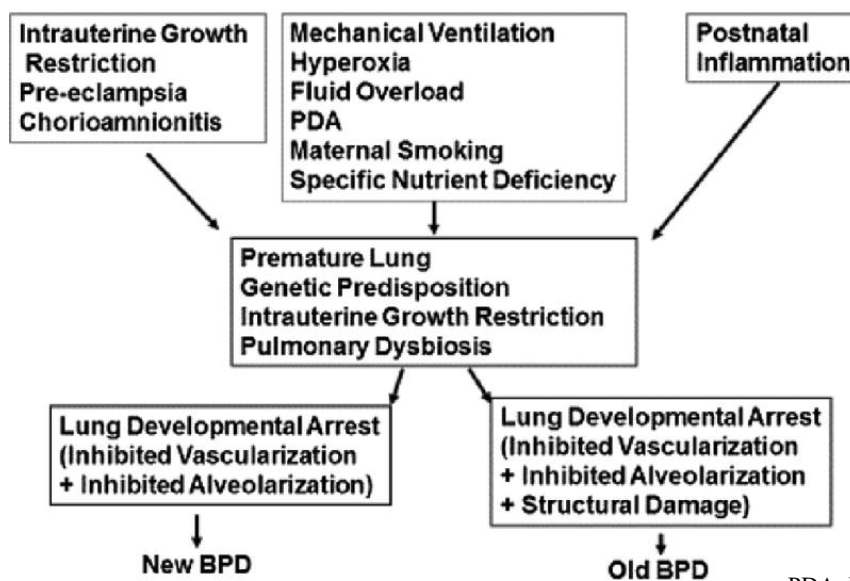 Intrauterine Growth
Restriction
Pre-eclampsia
Chorioamnionitis
Mechanical Ventilation
Hyperoxia
Fluid Overload
PDA
Maternal Smoking
Specific Nutrient Deficiency
Postnatal
Inflammation
Premature Lung
Genetic Predisposition
Intrauterine Growth Restriction
Pulmonary Dysbiosis
Lung Developmental Arrest
(Inhibited Vascularization
+ Inhibited Alveolarization)
Lung Developmental Arrest
(Inhibited Vascularization
+ Inhibited Alveolarization
+ Structural Damage)
New BPD
Old BPD